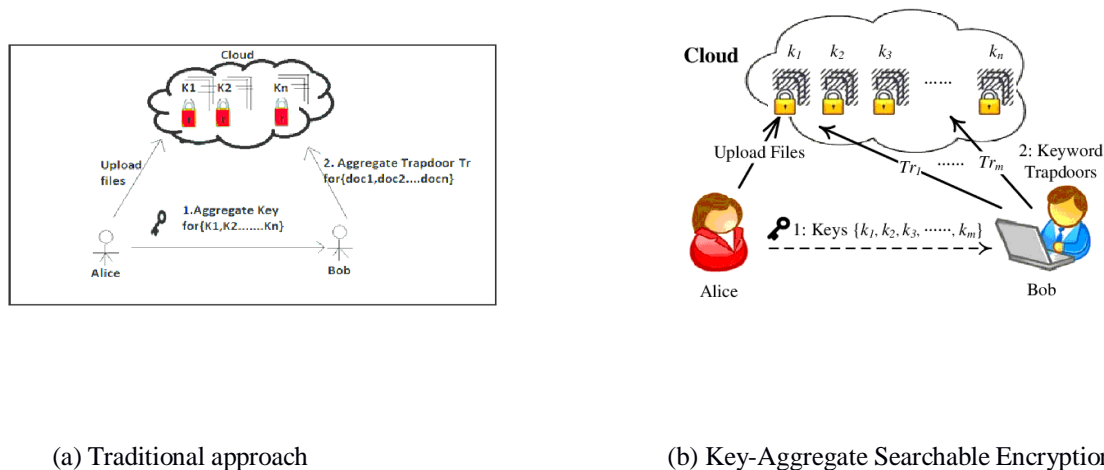 Cloud
K1 K2 Kn
Upload
files
2. Aggregate Trapdoor Tr
for{doc1,doc2....docn}
1.Aggregate Key
for{K1,K2.......Kn}
Alice
Bob
(a) Traditional approach
Cloud
k1 k2 k3 ...... kn
Upload Files
Tr1 ...... Trm
2: Keyword
Trapdoors
1: Keys {k1, k2, k3, ······, km}
Alice
Bob
(b) Key-Aggregate Searchable Encryption